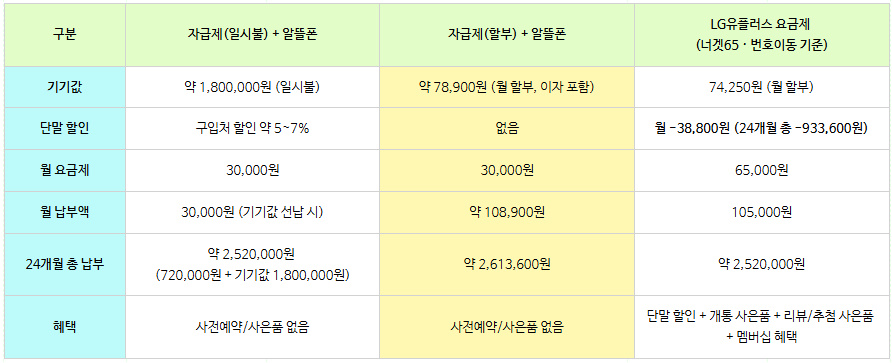 구분
자급제(일시불) + 알뜰폰
자급제(할부) + 알뜰폰
LG유플러스 요금제
(너겟65 · 번호이동 기준)
기기값
약 1,800,000원 (일시불)
약 78,900원 (월 할부, 이자 포함)
74,250원 (월 할부)
단말 할인
구입처 할인 약 5~7%
없음
월 -38,800원 (24개월 총 -933,600원)
월 요금제
30,000원
30,000원
65,000원
월 납부액
30,000원 (기기값 선납 시)
약 108,900원
105,000원
24개월 총 납부
약 2,520,000원
(720,000원 + 기기값 1,800,000원)
약 2,613,600원
약 2,520,000원
혜택
사전예약/사은품 없음
사전예약/사은품 없음
단말 할인 + 개통 사은품 + 리뷰/추첨 사은품
+ 멤버십 혜택